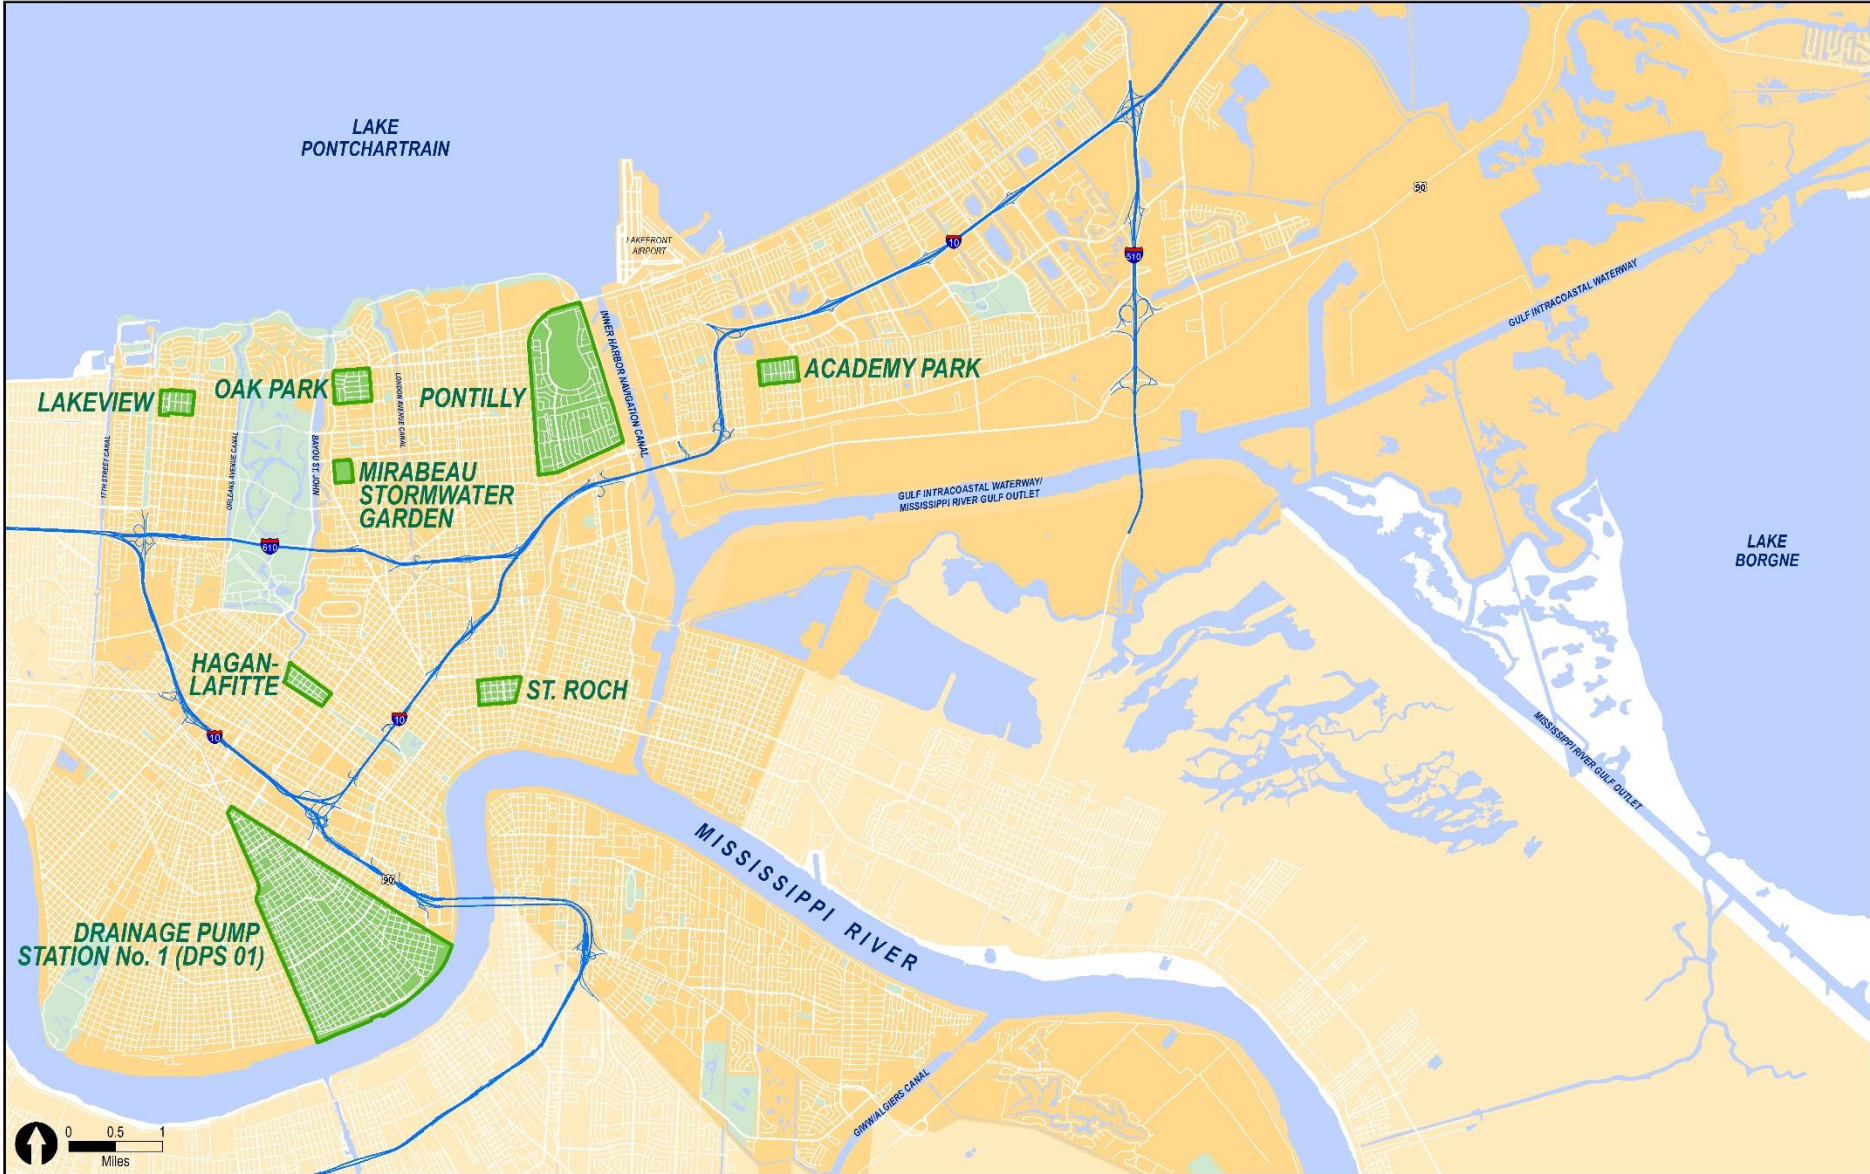 LAKE
PONTCHARTRAIN
LAKEFRONT
AIRPORT
90
10
510
GULF INTRACOASTAL WATERWAY
INNER HARBOR NAVIGATION CANAL
ACADEMY PARK
OAK PARK
LAKEVIEW
PONTILLY
LONDON AVENUE CANAL
17TH STREET CANAL
ORLEANS AVENUE CANAL
BAYOU ST. JOHN
MIRABEAU
STORMWATER
GARDEN
GULF INTRACOASTAL WATERWAY/
MISSISSIPPI RIVER GULF OUTLET
LAKE
BORGNE
610
HAGAN-
LAFITTE
ST. ROCH
10
10
MISSISSIPPI RIVER GULF OUTLET
MISSISSIPPI RIVER
90
DRAINAGE PUMP
STATION No. 1 (DPS 01)
GIWW/ALGIERS CANAL
0 0.5 1
Miles